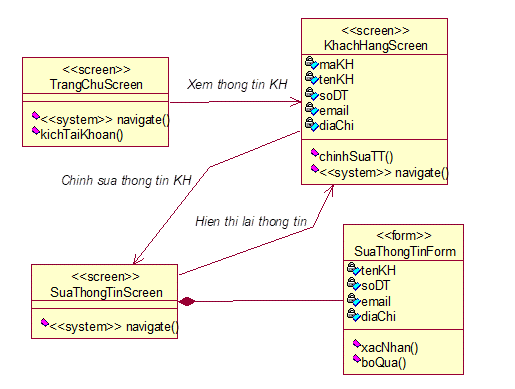 <<screen>>
TrangChuScreen
<<system>> navigate()
kichTaiKhoan()
Xem thong tin KH
<<screen>>
KhachHangScreen
maKH
tenKH
soDT
email
diaChi
chinhSuaTT()
<<system>> navigate()
Chinh sua thong tin KH
Hien thi lai thong tin
<<screen>>
SuaThongTinScreen
<<system>> navigate()
<<form>>
SuaThongTinForm
tenKH
soDT
email
diaChi
xacNhan()
boQua()